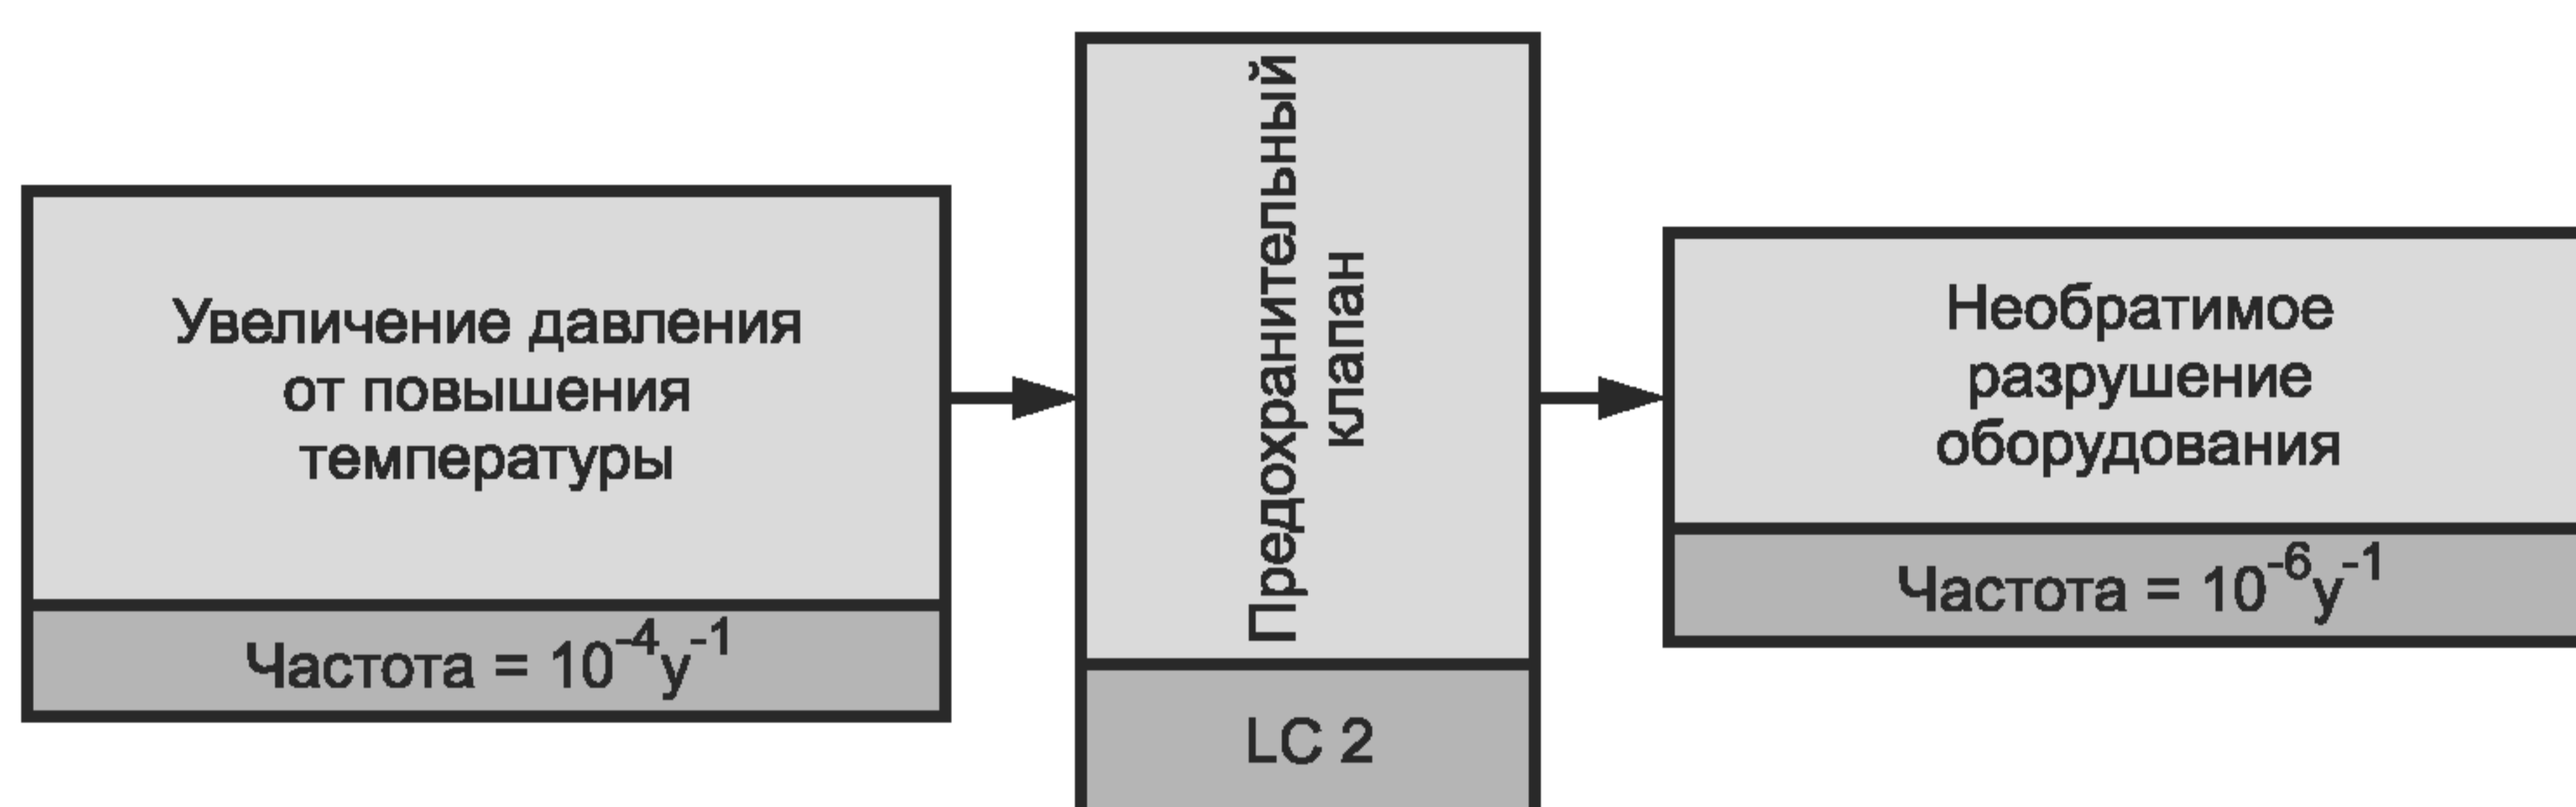 Увеличение давления
от повышения
температуры
Частота = 10⁻⁴y⁻¹
Предохранительный
клапан
LC 2
Необратимое
разрушение
оборудования
Частота = 10⁻⁶y⁻¹